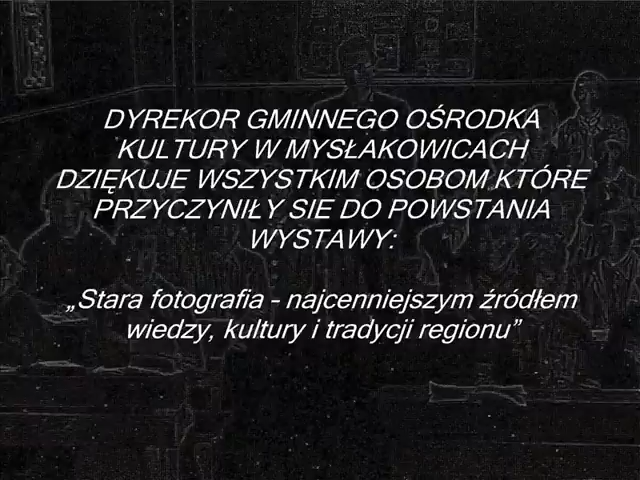 DYREKOR GMINNEGO OŚRODKA
KULTURY W MYSŁAKOWICACH
DZIĘKUJE WSZYSTKIM OSOBOM KTÓRE
PRZYCZYNIŁY SIE DO POWSTANIA
WYSTAWY:
„Stara fotografia – najcenniejszym źródłem
wiedzy, kultury i tradycji regionu”